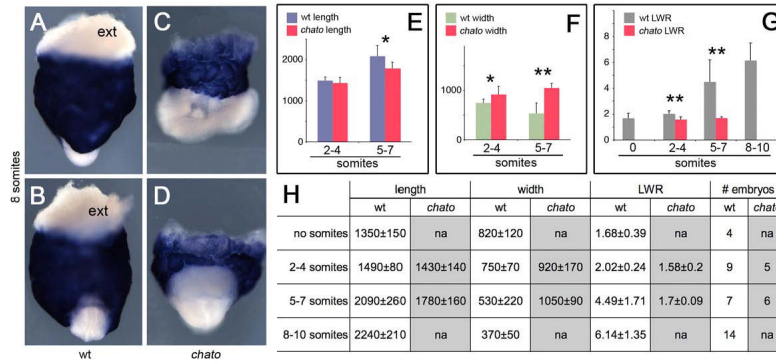 A
ext
C
B
ext
D
8 somites
wt
chato
E
wt length
chato length
*
2000
1000
0
2-4
5-7
somites
F
wt width
chato width
*
**
1000
0
2-4
5-7
somites
G
wt LWR
chato LWR
**
**
8
6
4
2
0
0
2-4
5-7
8-10
somites
H
length width LWR # embryos
wt chato wt chato wt chato wt chato
no somites 1350±150 na 820±120 na 1.68±0.39 na 4 na
2-4 somites 1490±80 1430±140 750±70 920±170 2.02±0.24 1.58±0.2 9 5
5-7 somites 2090±260 1780±160 530±220 1050±90 4.49±1.71 1.7±0.09 7 6
8-10 somites 2240±210 na 370±50 na 6.14±1.35 na 14 na